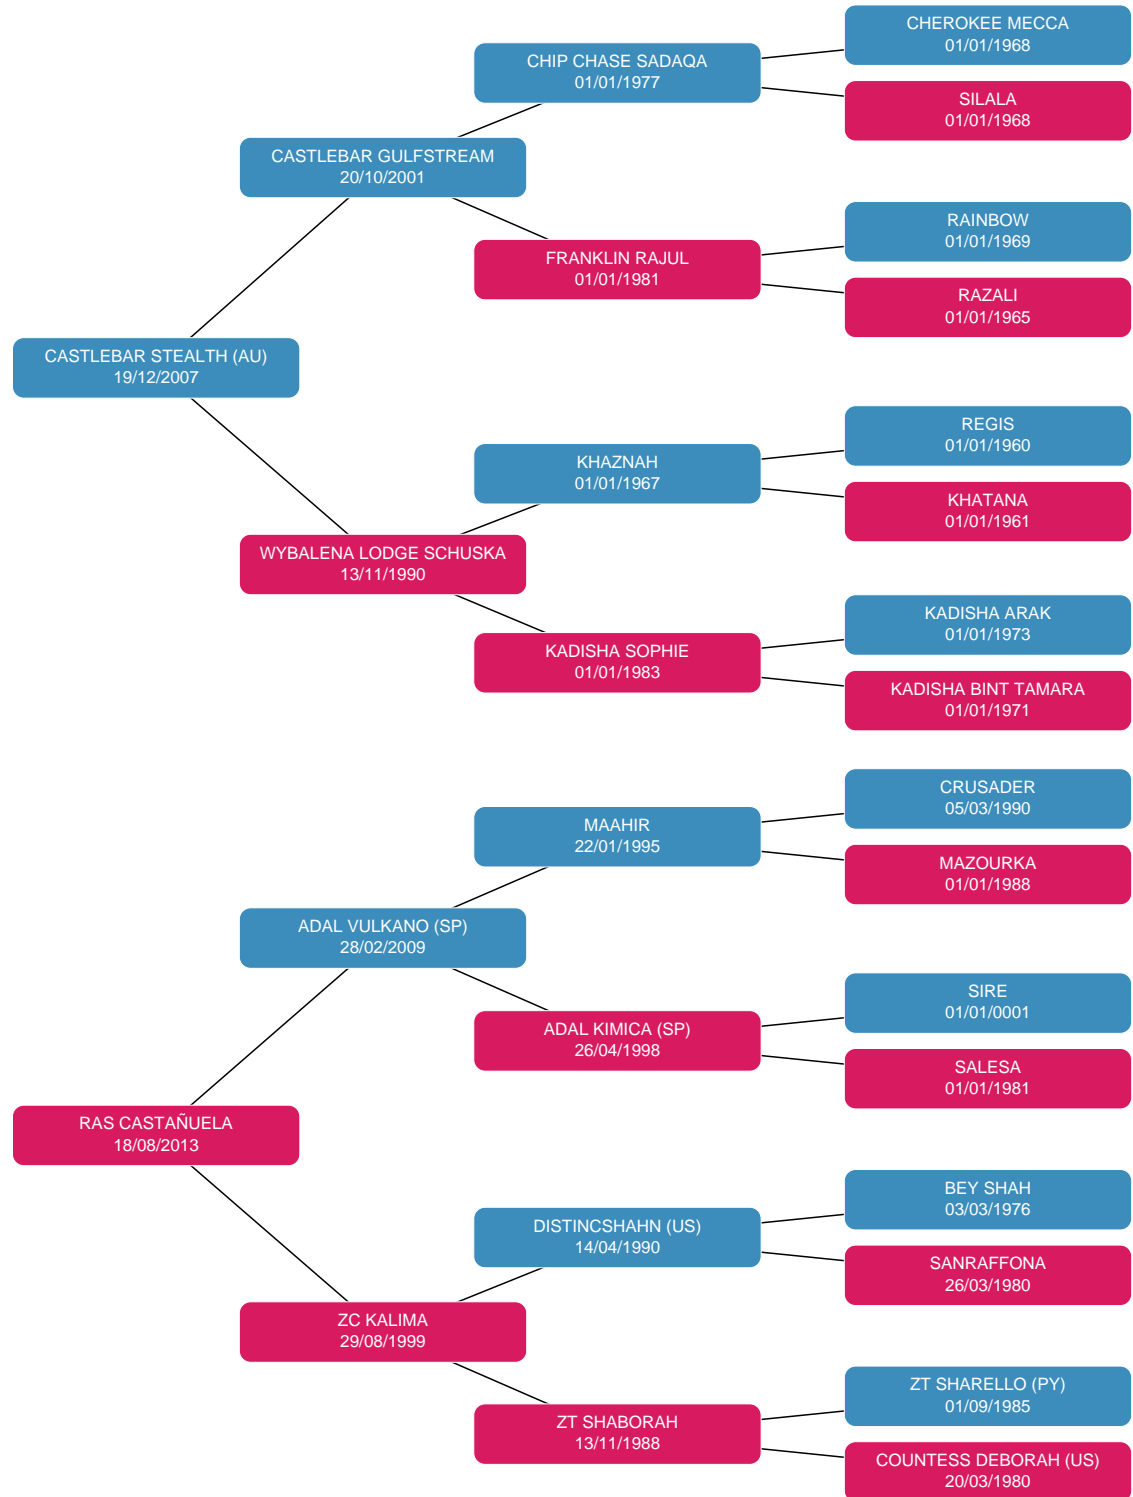 CHEROKEE MECCA
01/01/1968
CHIP CHASE SADAQA
01/01/1977
SILALA
01/01/1968
CASTLEBAR GULFSTREAM
20/10/2001
RAINBOW
01/01/1969
FRANKLIN RAJUL
01/01/1981
RAZALI
01/01/1965
CASTLEBAR STEALTH (AU)
19/12/2007
REGIS
01/01/1960
KHAZNAH
01/01/1967
KHATANA
01/01/1961
WYBALENA LODGE SCHUSKA
13/11/1990
KADISHA ARAK
01/01/1973
KADISHA SOPHIE
01/01/1983
KADISHA BINT TAMARA
01/01/1971
CRUSADER
05/03/1990
MAAHIR
22/01/1995
MAZOURKA
01/01/1988
ADAL VULKANO (SP)
28/02/2009
SIRE
01/01/0001
ADAL KIMICA (SP)
26/04/1998
SALESA
01/01/1981
RAS CASTAÑUELA
18/08/2013
BEY SHAH
03/03/1976
DISTINCSHAHN (US)
14/04/1990
SANRAFFONA
26/03/1980
ZC KALIMA
29/08/1999
ZT SHARELLO (PY)
01/09/1985
ZT SHABORAH
13/11/1988
COUNTESS DEBORAH (US)
20/03/1980